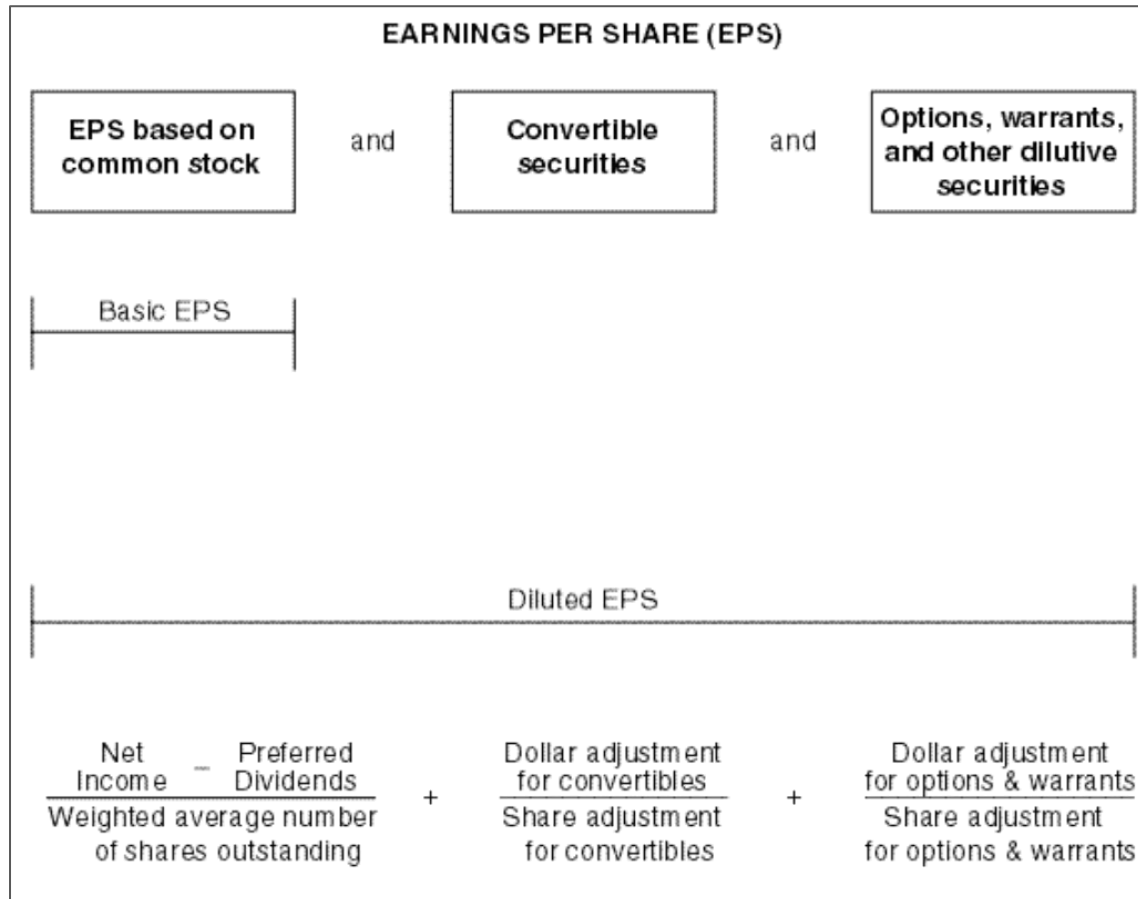 EARNINGS PER SHARE (EPS)
EPS based on
common stock
and
Convertible
securities
and
Options, warrants,
and other dilutive
securities
Basic EPS
Diluted EPS
Net
Income
–
Preferred
Dividends
Weighted average number
of shares outstanding
+
Dollar adjustment
for convertibles
Share adjustment
for convertibles
+
Dollar adjustment
for options & warrants
Share adjustment
for options & warrants